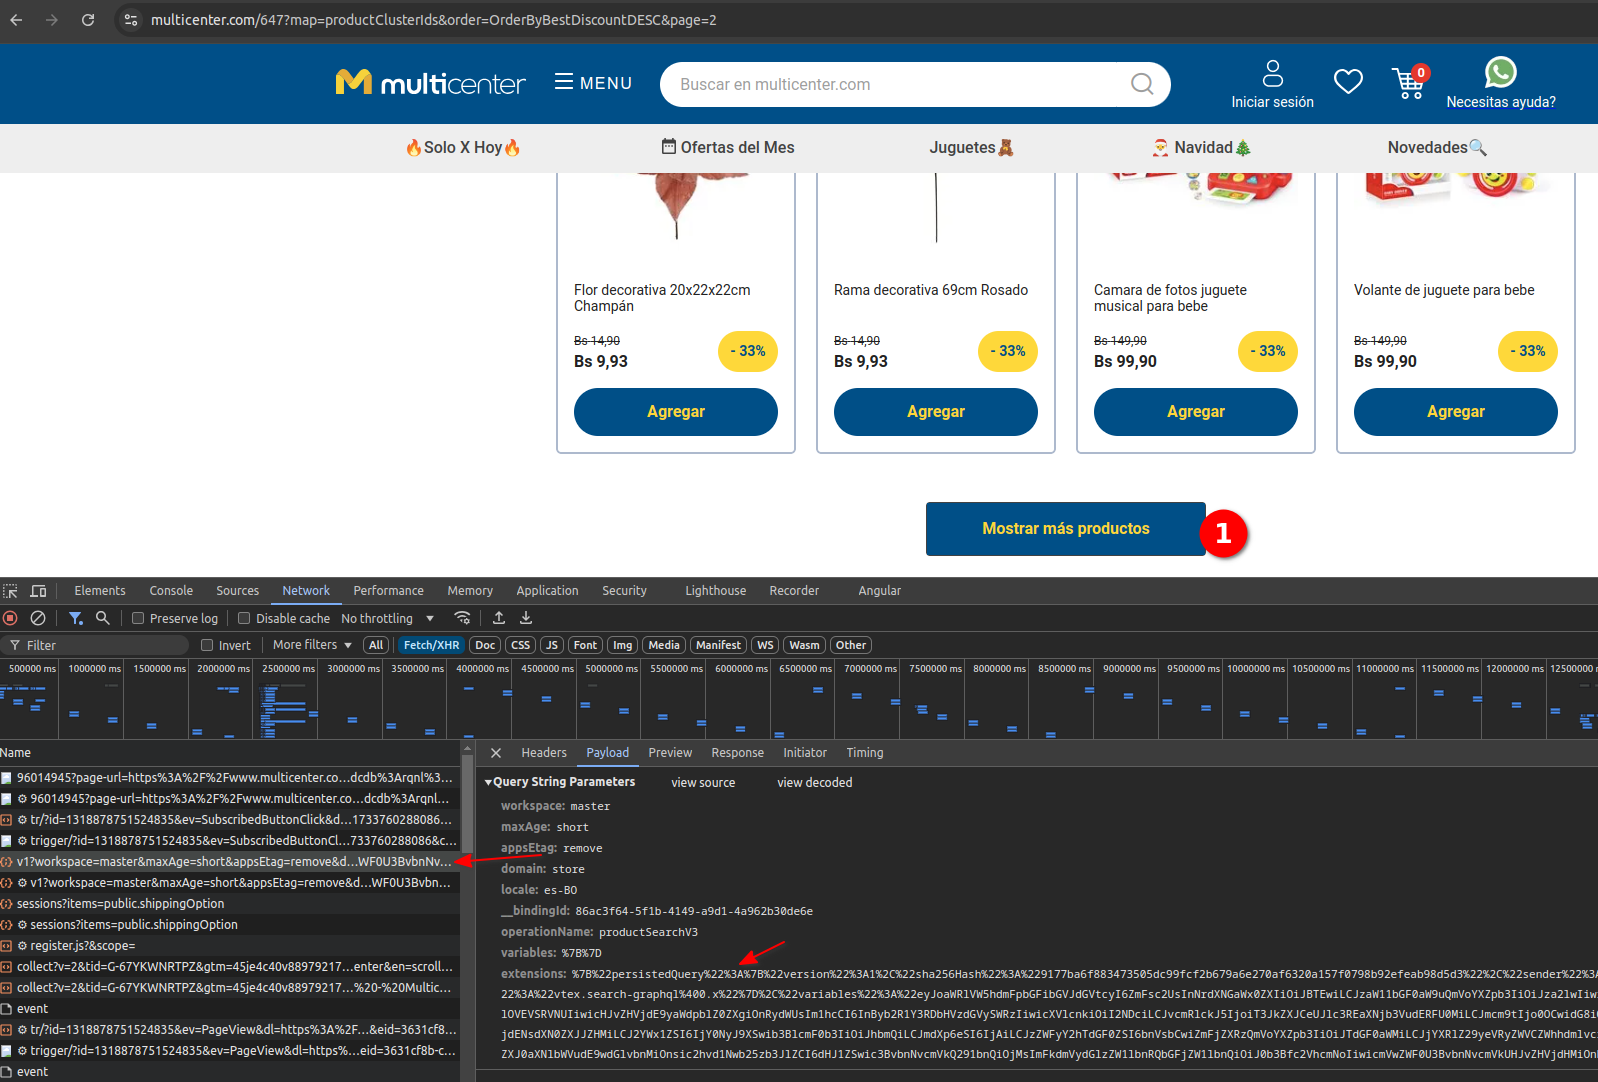 multicenter.com/647?map=productClusterIds&order=OrderByBestDiscountDESC&page=2
multicenter
MENU
Buscar en multicenter.com
Iniciar sesión
0
Necesitas ayuda?
🔥Solo X Hoy🔥
Ofertas del Mes
Juguetes🧸
🎅 Navidad🎄
Novedades🔍
Flor decorativa 20x22x22cm
Champán
Bs 14,90
Bs 9,93
- 33%
Agregar
Rama decorativa 69cm Rosado
Bs 14,90
Bs 9,93
- 33%
Agregar
Camara de fotos juguete
musical para bebe
Bs 149,90
Bs 99,90
- 33%
Agregar
Volante de juguete para bebe
Bs 149,90
Bs 99,90
- 33%
Agregar
Mostrar más productos
1
Elements Console Sources Network Performance Memory Application Security Lighthouse Recorder Angular
Preserve log Disable cache No throttling
Filter Invert More filters All Fetch/XHR Doc CSS JS Font Img Media Manifest WS Wasm Other
500000 ms 1000000 ms 1500000 ms 2000000 ms 2500000 ms 3000000 ms 3500000 ms 4000000 ms 4500000 ms 5000000 ms 5500000 ms 6000000 ms 6500000 ms 7000000 ms 7500000 ms 8000000 ms 8500000 ms 9000000 ms 9500000 ms 10000000 ms 10500000 ms 11000000 ms 11500000 ms 12000000 ms 12500000
Name
96014945?page-url=https%3A%2F%2Fwww.multicenter.co…dcdb%3Arqnl%3…
96014945?page-url=https%3A%2F%2Fwww.multicenter.co…dcdb%3Arqnl…
tr/?id=1318878751524835&ev=SubscribedButtonClick&d…1733760288086…
trigger/?id=1318878751524835&ev=SubscribedButtonCl…733760288086&c…
v1?workspace=master&maxAge=short&appsEtag=remove&d…WF0U3BvbnNv…
v1?workspace=master&maxAge=short&appsEtag=remove&d…WF0U3Bvbn…
sessions?items=public.shippingOption
sessions?items=public.shippingOption
register.js?&scope=
collect?v=2&tid=G-67YKWNRTPZ&gtm=45je4c40v88979217…enter&en=scroll…
collect?v=2&tid=G-67YKWNRTPZ&gtm=45je4c40v88979217…%20-%20Multic…
event
tr/?id=1318878751524835&ev=PageView&dl=https%3A%2F…&eid=3631cf8…
trigger/?id=1318878751524835&ev=PageView&dl=https%…eid=3631cf8b-c…
event
Headers Payload Preview Response Initiator Timing
Query String Parameters view source view decoded
workspace: master
maxAge: short
appsEtag: remove
domain: store
locale: es-BO
__bindingId: 86ac3f64-5f1b-4149-a9d1-4a962b30de6e
operationName: productSearchV3
variables: %7B%7D
extensions: %7B%22persistedQuery%22%3A%7B%22version%22%3A1%2C%22sha256Hash%22%3A%229177ba6f883473505dc99fcf2b679a6e270af6320a157f0798b92efeab98d5d3%22%2C%22sender%22%3A